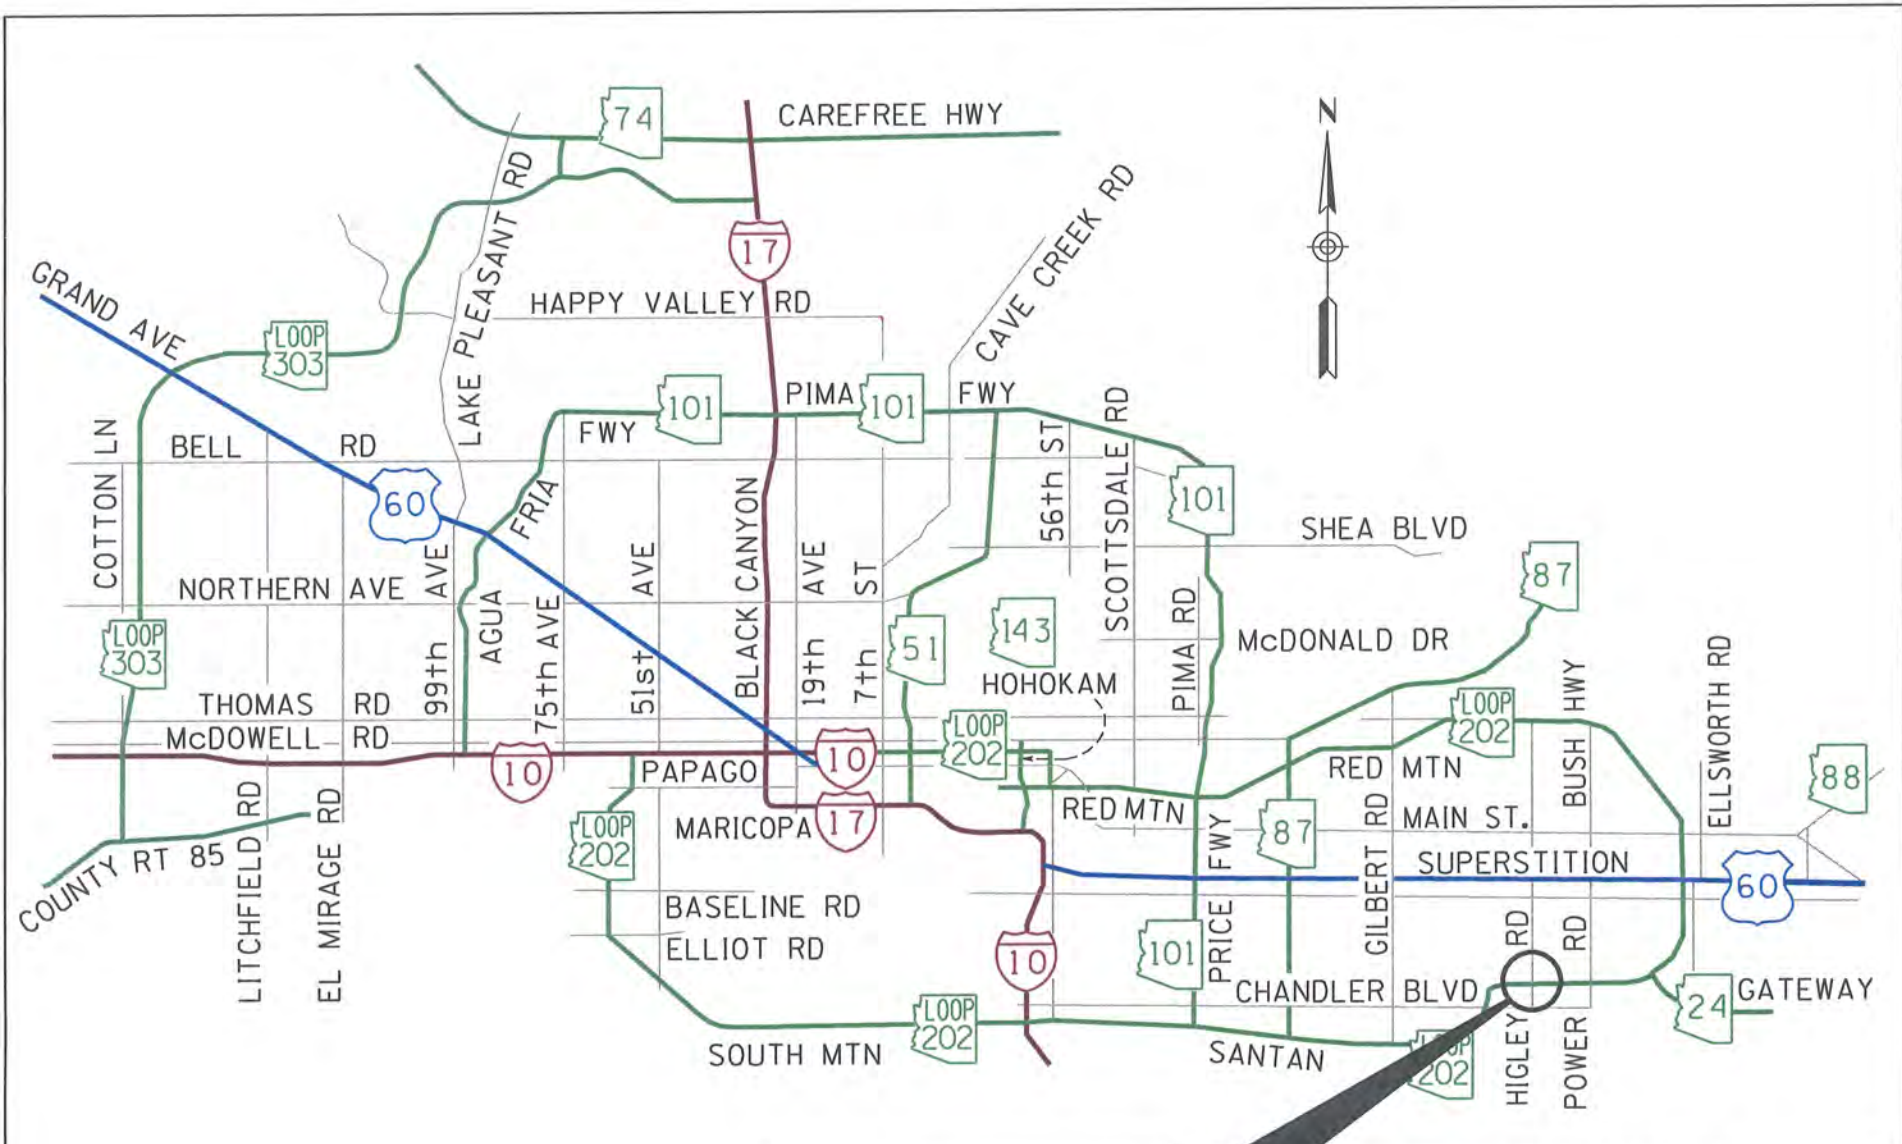 74
CAREFREE HWY
N
LAKE PLEASANT RD
17
CAVE CREEK RD
GRAND AVE
HAPPY VALLEY RD
LOOP
303
101
PIMA
101
FWY
FWY
COTTON LN
BELL RD
60
AGUA FRIA
BLACK CANYON
56th ST
SCOTTSDALE RD
101
SHEA BLVD
87
NORTHERN AVE
99th AVE
75th AVE
51st AVE
19th AVE
7th ST
LOOP
303
51
143
PIMA RD
McDONALD DR
HOHOKAM
THOMAS RD
McDOWELL RD
10
PAPAGO
10
LOOP
202
LOOP
202
BUSH HWY
ELLSWORTH RD
RED MTN
88
RED MTN
MARICOPA
17
LOOP
202
87
MAIN ST.
SUPERSTITION
60
COUNTY RT 85
LITCHFIELD RD
EL MIRAGE RD
BASELINE RD
ELLIOT RD
10
101
PRICE FWY
GILBERT RD
HIGLEY RD
POWER RD
CHANDLER BLVD
24
GATEWAY
LOOP
202
SOUTH MTN
SANTAN
LOOP
202